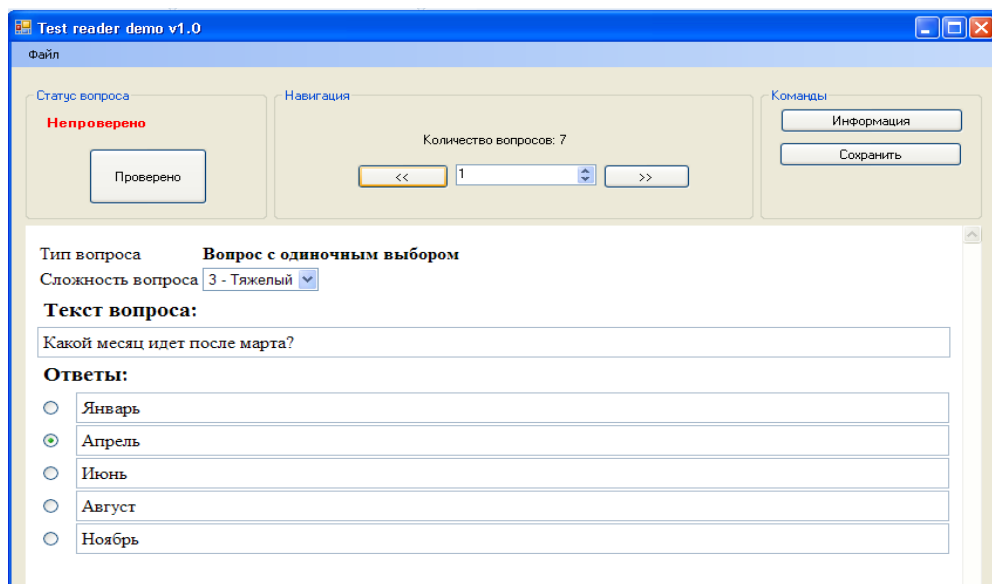 Test reader demo v1.0
Файл
Статус вопроса
Непроверено
Проверено
Навигация
Количество вопросов: 7
<< 1 >>
Команды
Информация
Сохранить
Тип вопроса Вопрос с одиночным выбором
Сложность вопроса 3 - Тяжелый
Текст вопроса:
Какой месяц идет после марта?
Ответы:
Январь
Апрель
Июнь
Август
Ноябрь